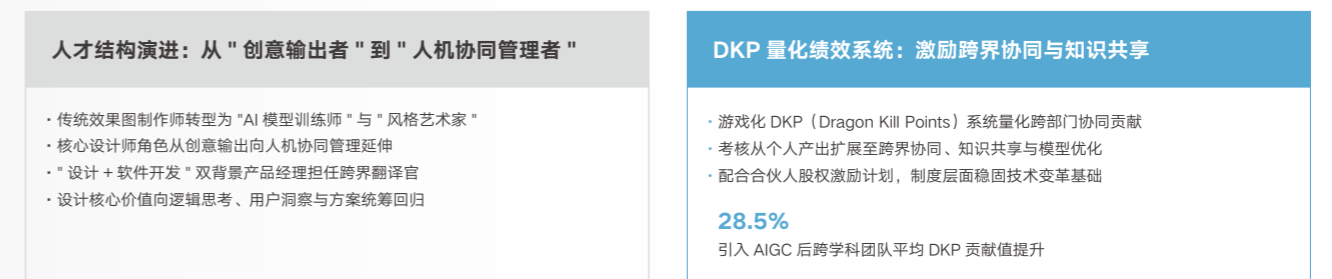 人才结构演进：从 " 创意输出者 " 到 " 人机协同管理者 "
· 传统效果图制作师转型为 "AI 模型训练师 " 与 " 风格艺术家 "
· 核心设计师角色从创意输出向人机协同管理延伸
· " 设计 + 软件开发 " 双背景产品经理担任跨界翻译官
· 设计核心价值向逻辑思考、用户洞察与方案统筹回归
DKP 量化绩效系统：激励跨界协同与知识共享
· 游戏化 DKP（Dragon Kill Points）系统量化跨部门协同贡献
· 考核从个人产出扩展至跨界协同、知识共享与模型优化
· 配合合伙人股权激励计划，制度层面稳固技术变革基础
28.5%
引入 AIGC 后跨学科团队平均 DKP 贡献值提升